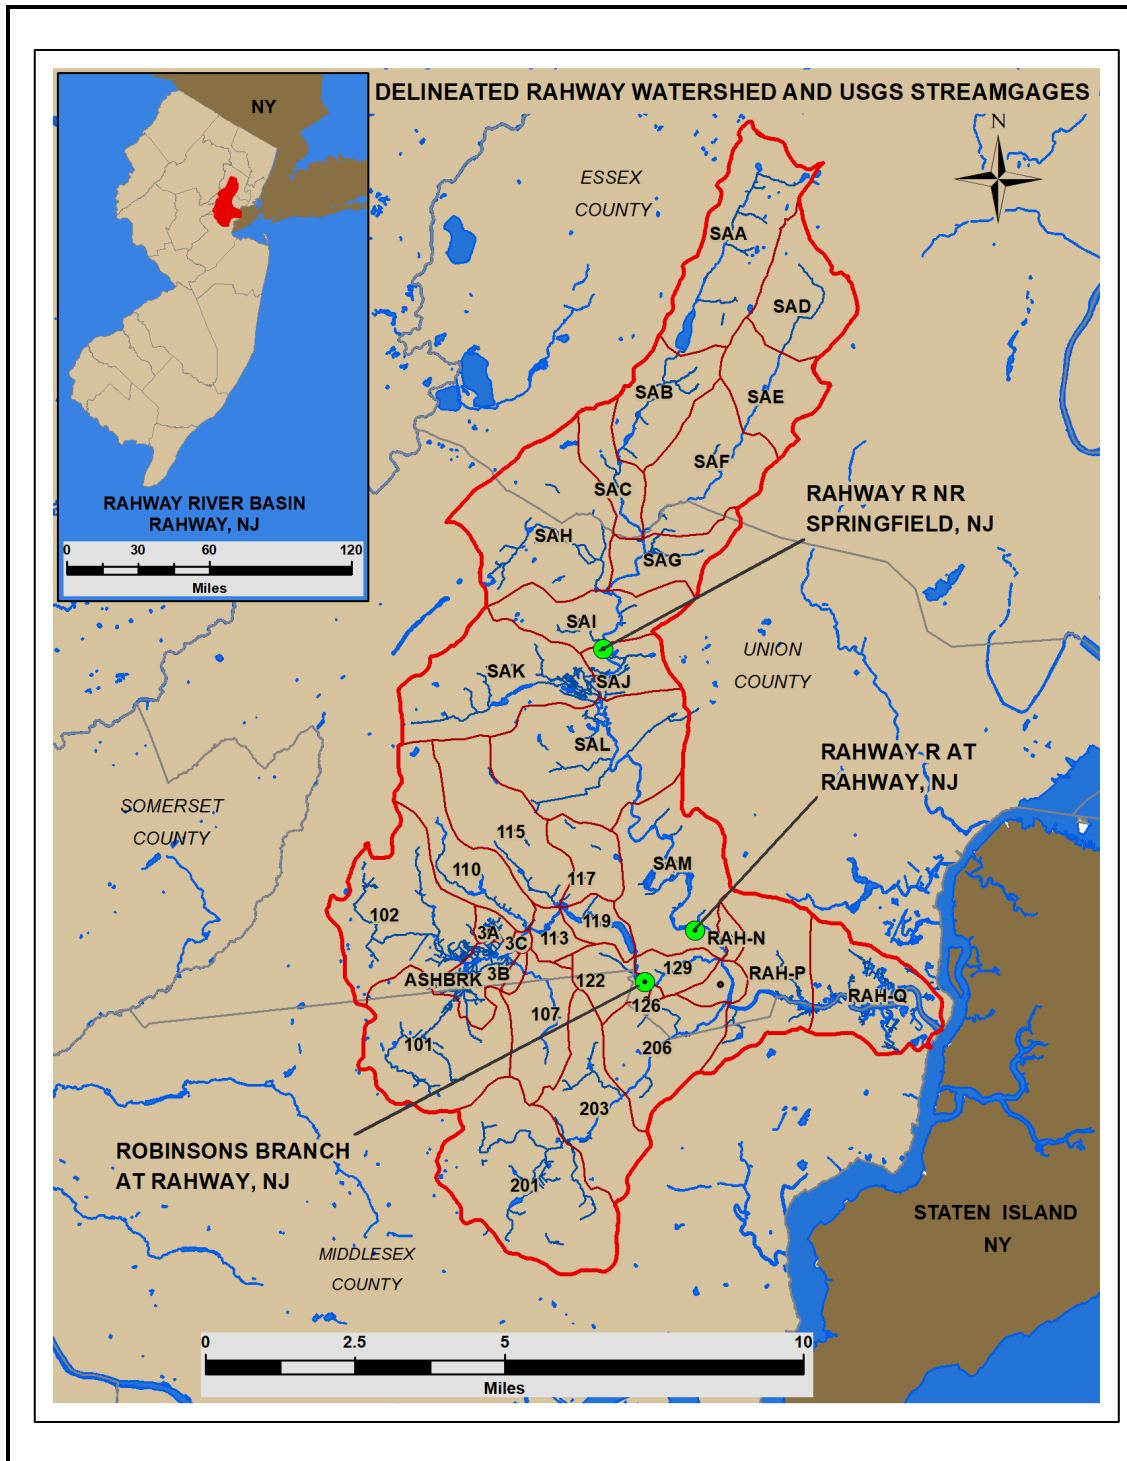 DELINEATED RAHWAY WATERSHED AND USGS STREAMGAGES
NY
RAHWAY RIVER BASIN
RAHWAY, NJ
0 30 60 120
Miles
N
ESSEX
COUNTY
SAA
SAD
SAB
SAE
SAF
SAC
RAHWAY R NR
SPRINGFIELD, NJ
SAH
SAG
SAI
UNION
COUNTY
SAK
SAJ
SAL
RAHWAY R AT
RAHWAY, NJ
SOMERSET
COUNTY
115
110
117
SAM
102
119
3A
3C
113
RAH-N
ASHBRK
3B
122
129
RAH-P
RAH-Q
107
126
101
206
203
ROBINSONS BRANCH
AT RAHWAY, NJ
201
STATEN ISLAND
NY
MIDDLESEX
COUNTY
0 2.5 5 10
Miles